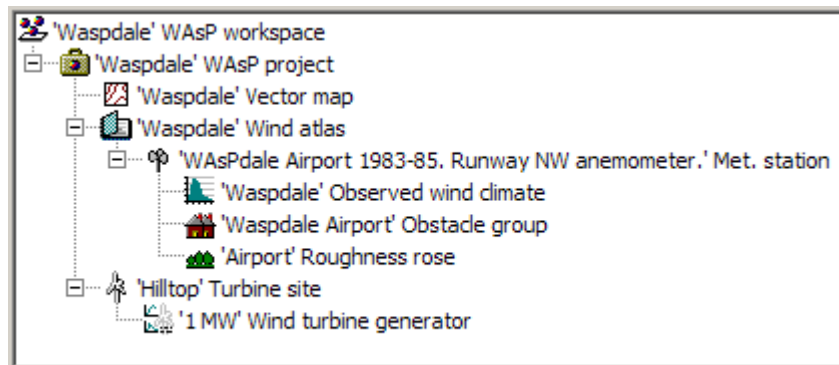 'Waspdale' WAsP workspace
'Waspdale' WAsP project
'Waspdale' Vector map
'Waspdale' Wind atlas
'WAsPdale Airport 1983-85. Runway NW anemometer.' Met. station
'Waspdale' Observed wind climate
'Waspdale Airport' Obstacle group
'Airport' Roughness rose
'Hilltop' Turbine site
'1 MW' Wind turbine generator